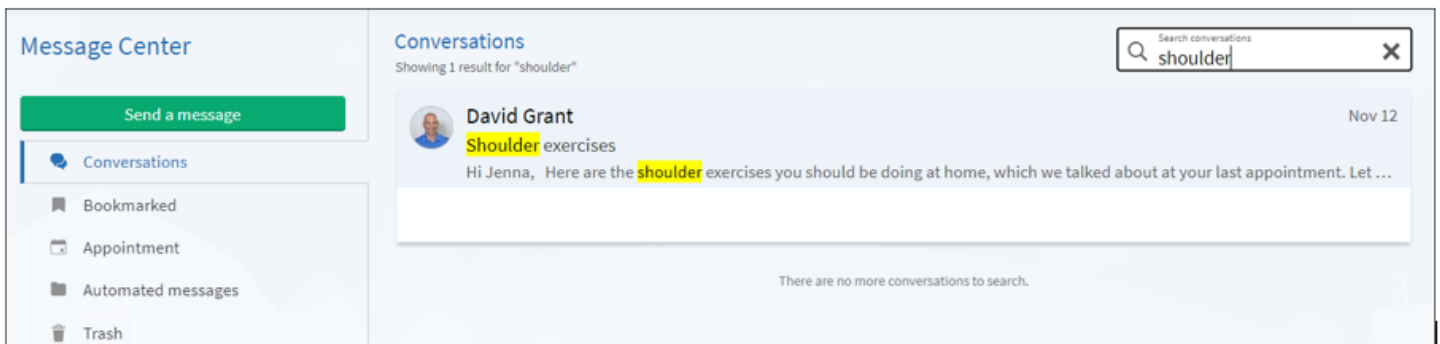 Message Center
Send a message
Conversations
Bookmarked
Appointment
Automated messages
Trash
Conversations
Showing 1 result for "shoulder"
Search conversations
shoulder
David Grant
Nov 12
Shoulder exercises
Hi Jenna, Here are the shoulder exercises you should be doing at home, which we talked about at your last appointment. Let ...
There are no more conversations to search.